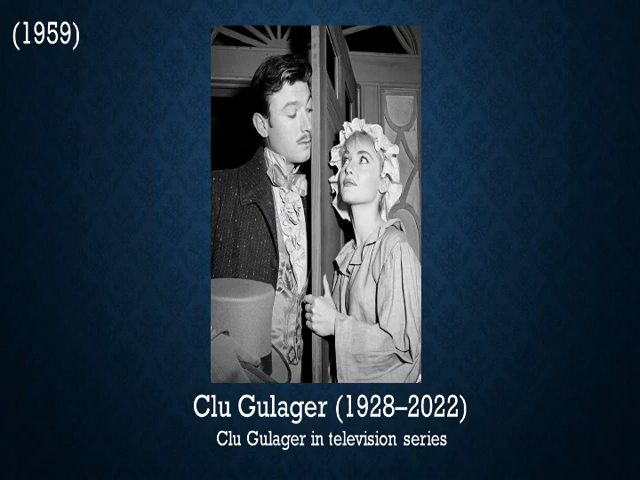 (1959)
Clu Gulager (1928–2022)
Clu Gulager in television series